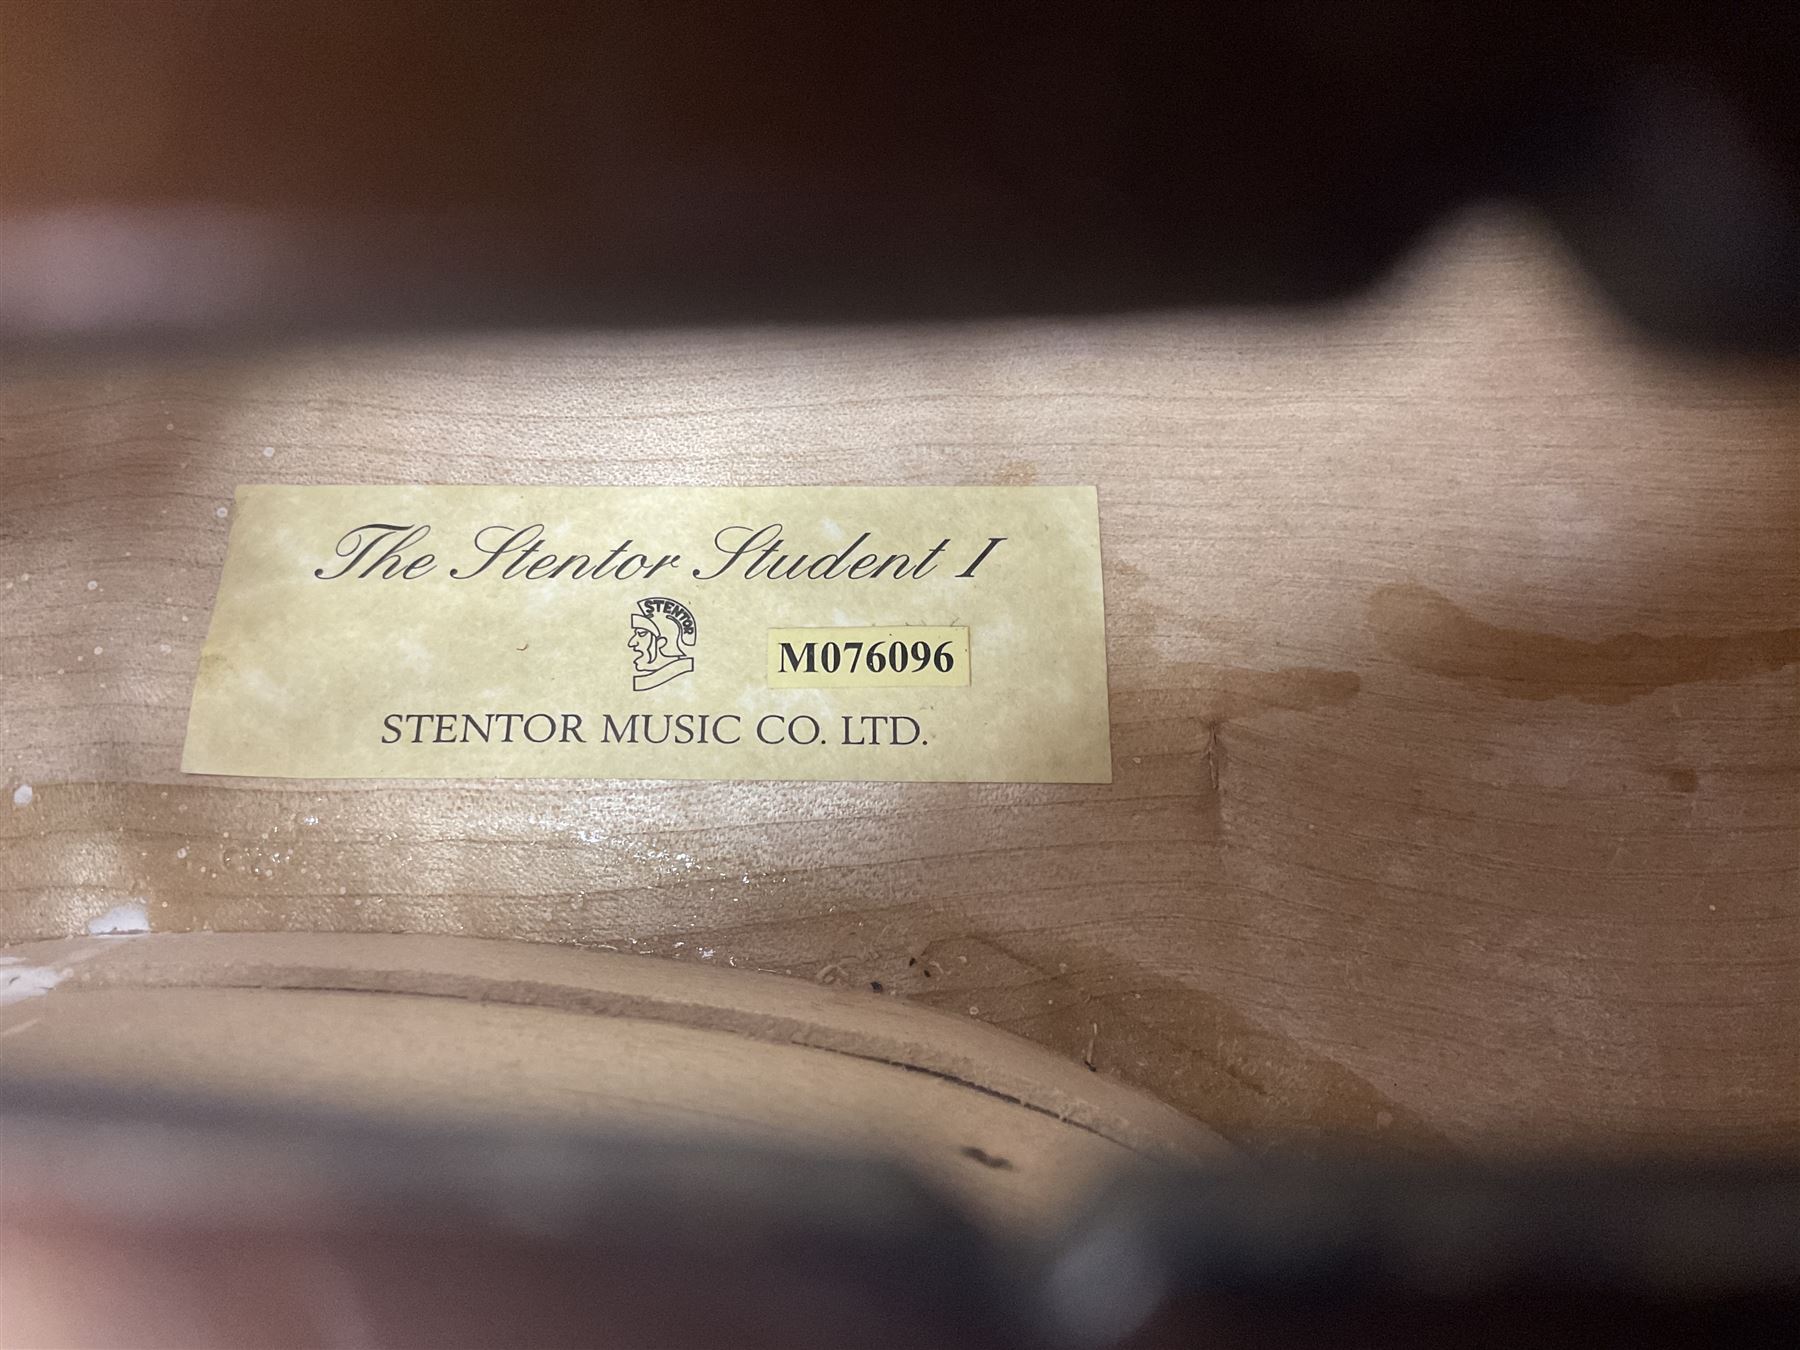 The Stentor Student I
STENTOR
M076096
STENTOR MUSIC CO. LTD.